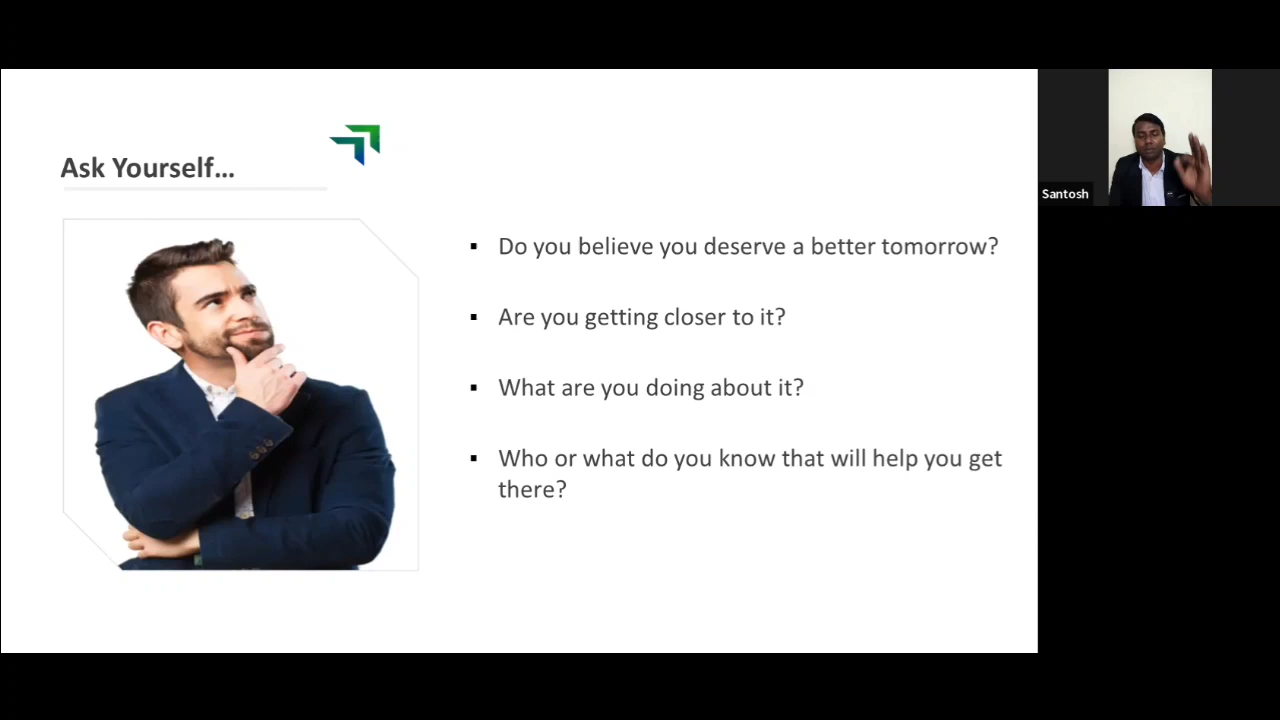 Ask Yourself...
▪ Do you believe you deserve a better tomorrow?
▪ Are you getting closer to it?
▪ What are you doing about it?
▪ Who or what do you know that will help you get
there?
Santosh